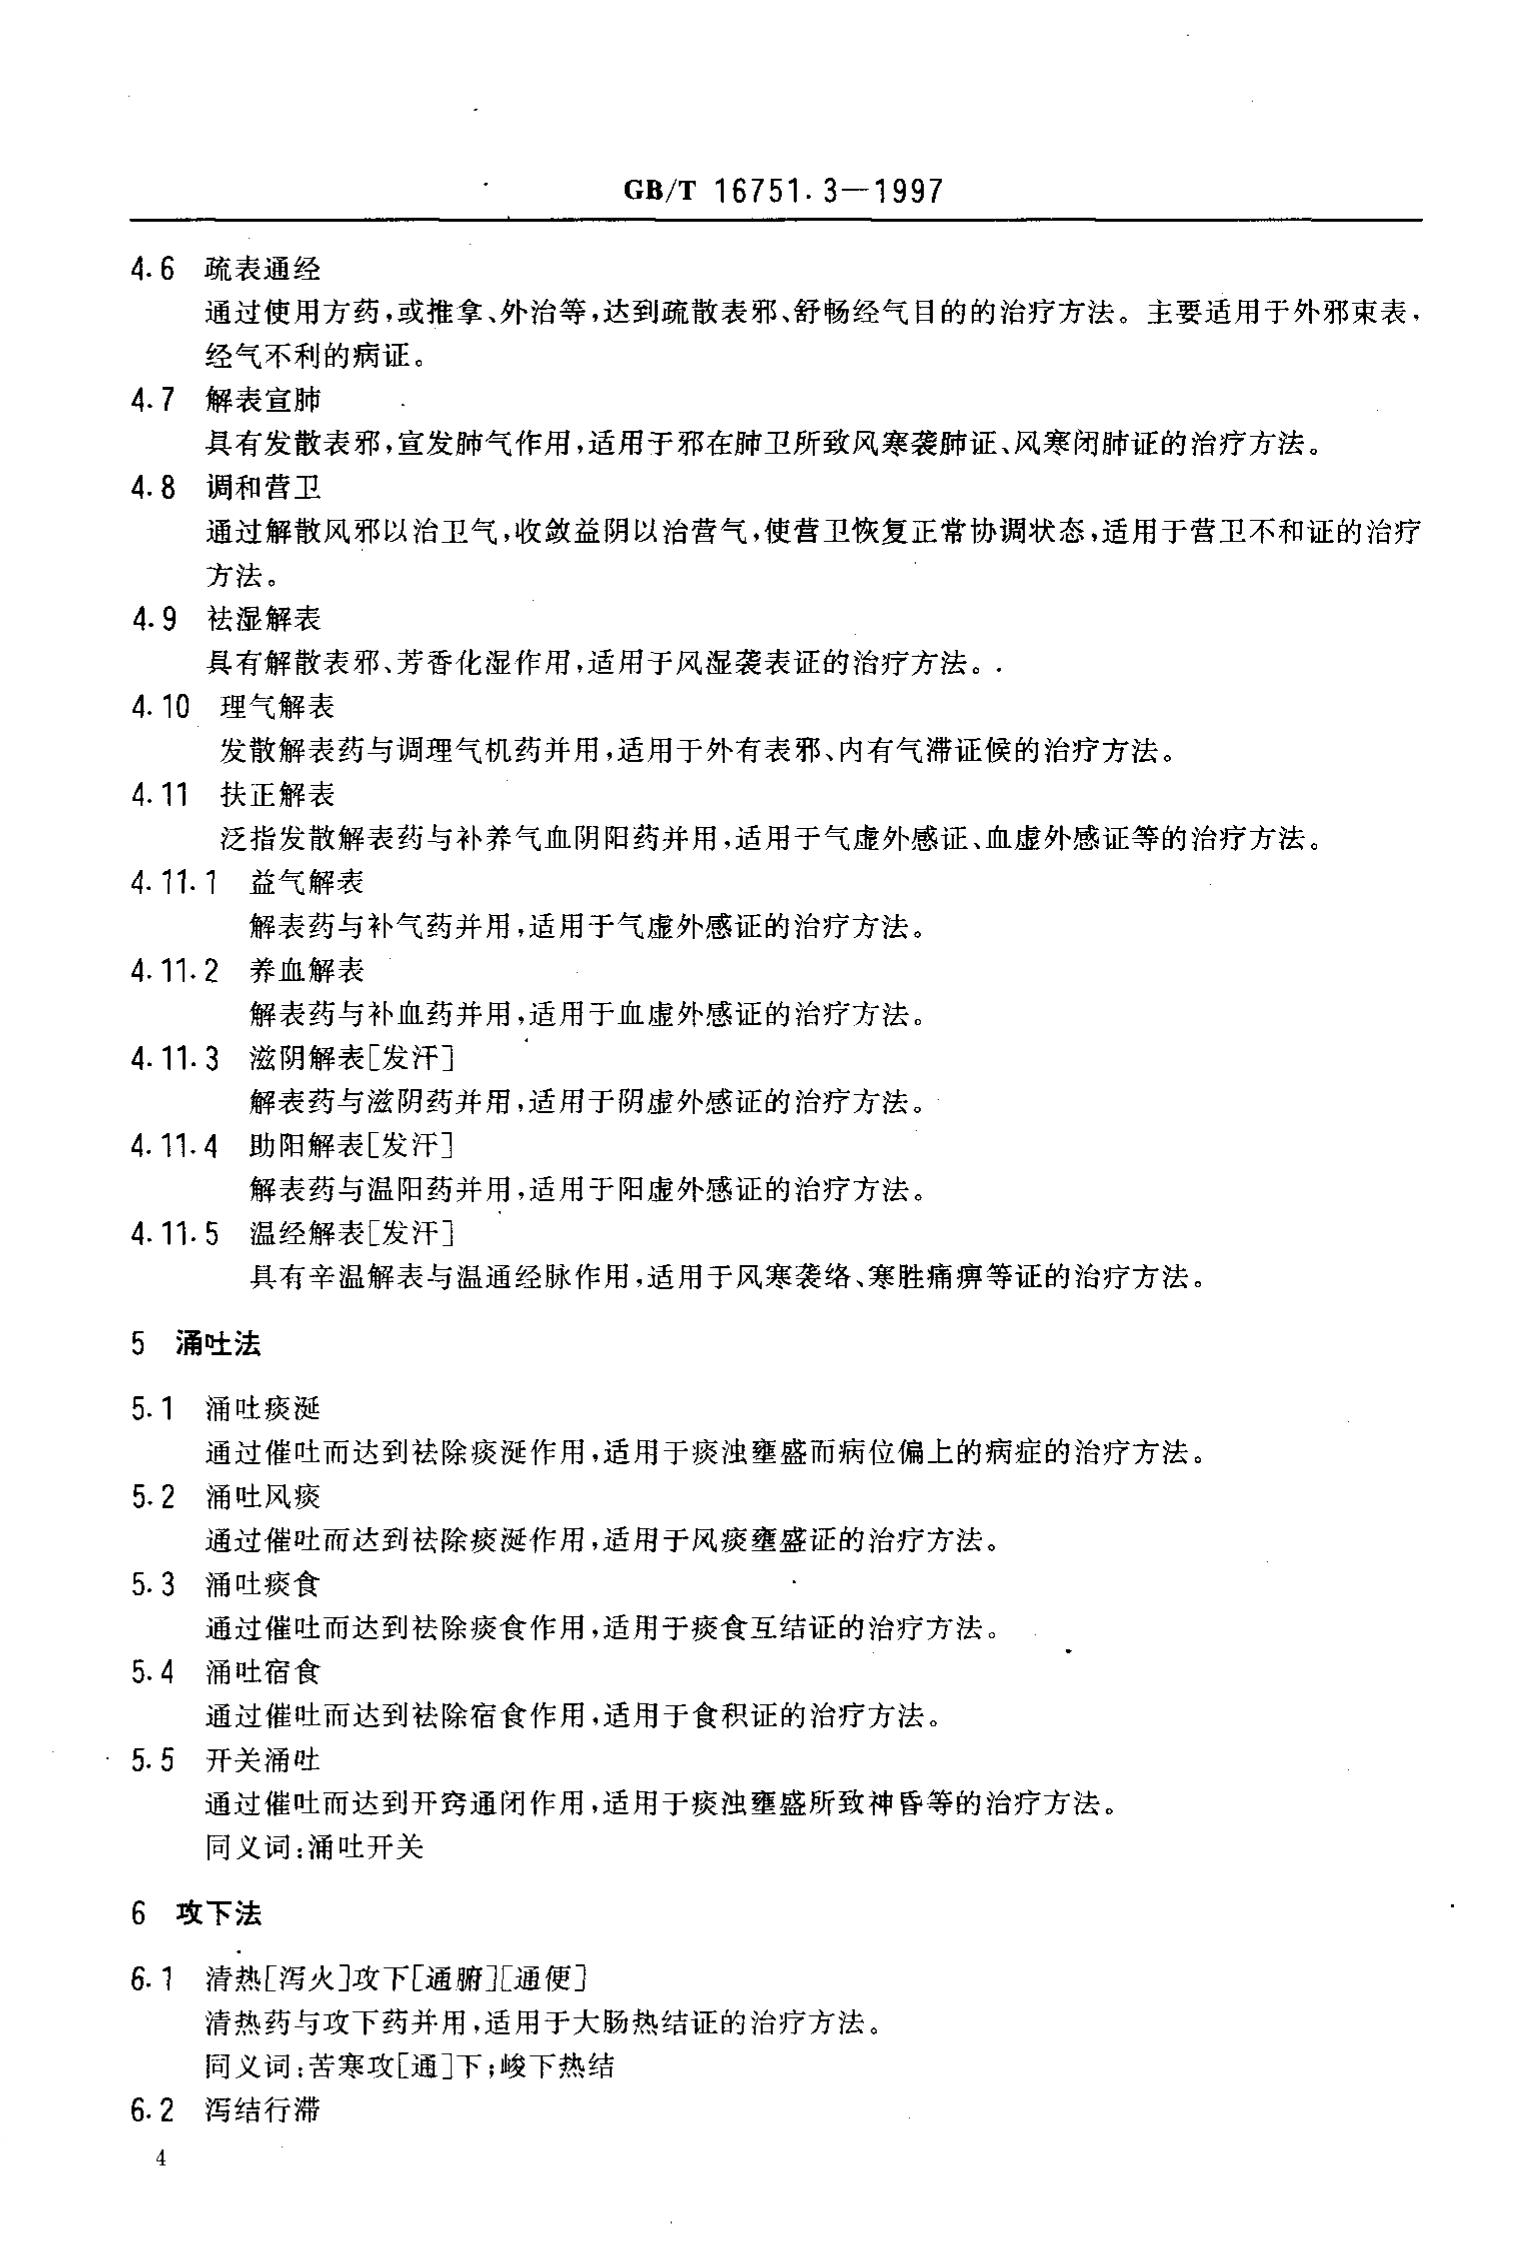 GB/T 16751.3—1997
4.6 疏表通经
通过使用方药,或推拿、外治等,达到疏散表邪、舒畅经气目的的治疗方法。主要适用于外邪束表,
经气不利的病证。
4.7 解表宣肺
具有发散表邪,宣发肺气作用,适用于邪在肺卫所致风寒袭肺证、风寒闭肺证的治疗方法。
4.8 调和营卫
通过解散风邪以治卫气,收敛益阴以治营气,使营卫恢复正常协调状态,适用于营卫不和证的治疗
方法。
4.9 祛湿解表
具有解散表邪、芳香化湿作用,适用于风湿袭表证的治疗方法。
4.10 理气解表
发散解表药与调理气机药并用,适用于外有表邪、内有气滞证候的治疗方法。
4.11 扶正解表
泛指发散解表药与补养气血阴阳药并用,适用于气虚外感证、血虚外感证等的治疗方法。
4.11.1 益气解表
解表药与补气药并用,适用于气虚外感证的治疗方法。
4.11.2 养血解表
解表药与补血药并用,适用于血虚外感证的治疗方法。
4.11.3 滋阴解表[发汗]
解表药与滋阴药并用,适用于阴虚外感证的治疗方法。
4.11.4 助阳解表[发汗]
解表药与温阳药并用,适用于阳虚外感证的治疗方法。
4.11.5 温经解表[发汗]
具有辛温解表与温通经脉作用,适用于风寒袭络、寒胜痛痹等证的治疗方法。
5 涌吐法
5.1 涌吐痰涎
通过催吐而达到祛除痰涎作用,适用于痰浊壅盛而病位偏上的病症的治疗方法。
5.2 涌吐风痰
通过催吐而达到祛除痰涎作用,适用于风痰壅盛证的治疗方法。
5.3 涌吐痰食
通过催吐而达到祛除痰食作用,适用于痰食互结证的治疗方法。
5.4 涌吐宿食
通过催吐而达到祛除宿食作用,适用于食积证的治疗方法。
5.5 开关涌吐
通过催吐而达到开窍通闭作用,适用于痰浊壅盛所致神昏等的治疗方法。
同义词:涌吐开关
6 攻下法
6.1 清热[泻火]攻下[通腑][通便]
清热药与攻下药并用,适用于大肠热结证的治疗方法。
同义词:苦寒攻[通]下;峻下热结
6.2 泻结行滞
4